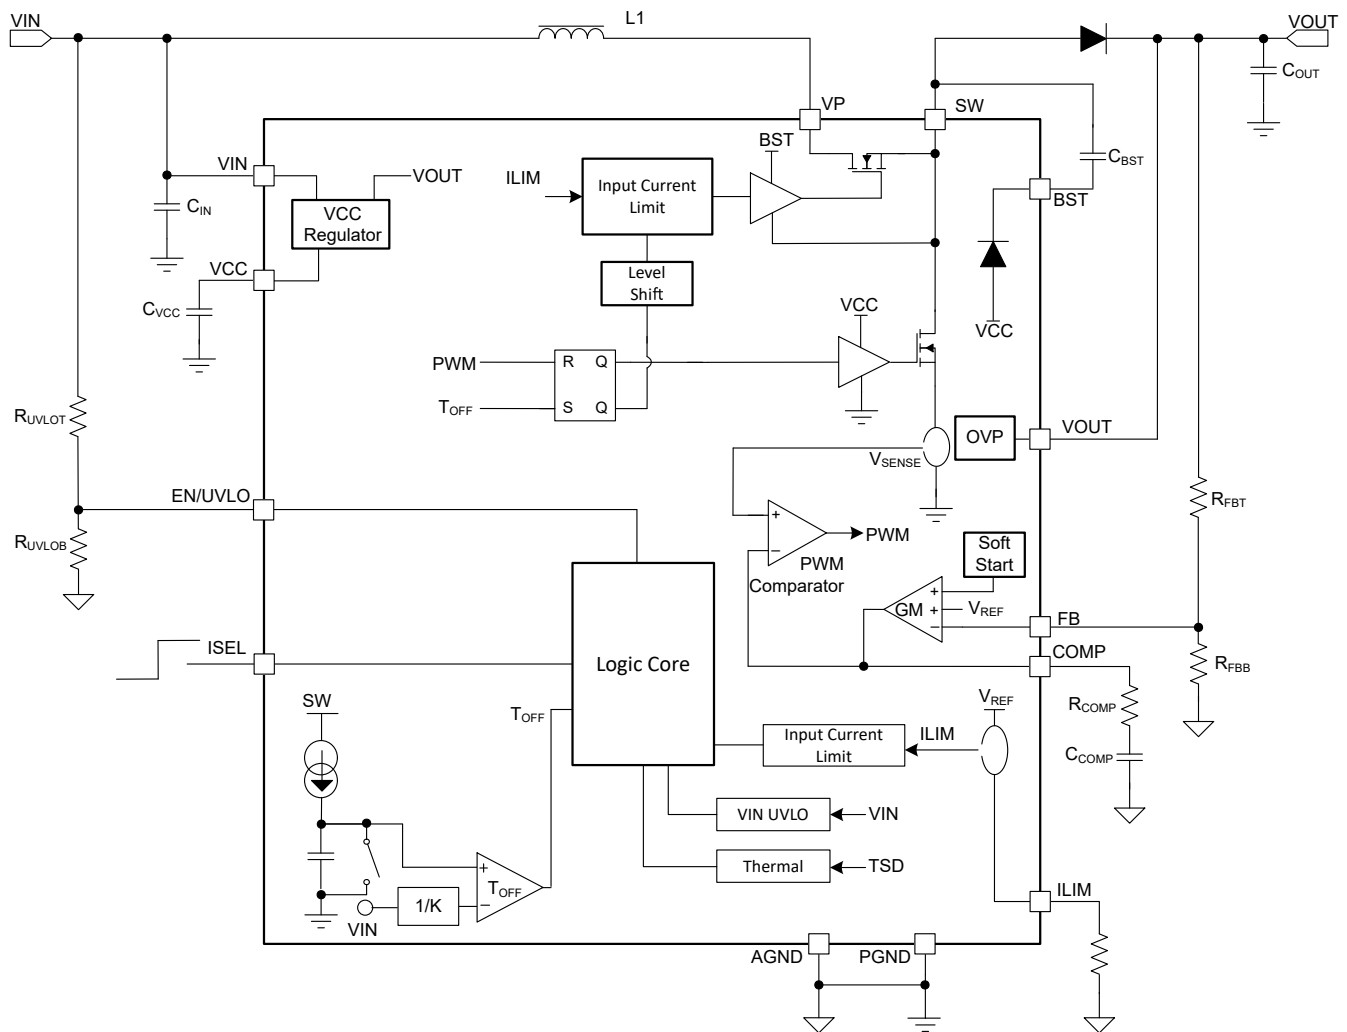 VIN
L1
VOUT
COUT
VP
SW
BST
CBST
VIN
VOUT
ILIM
Input Current
Limit
BST
CIN
VCC
Regulator
VCC
Level
Shift
CVCC
VCC
VCC
PWM
R
Q
TOFF
S
Q
RUVLOT
OVP
VOUT
VSENSE
EN/UVLO
RFBT
+
PWM
−
RUVLOB
PWM
Comparator
Soft
Start
+
GM
+
VREF
−
FB
ISEL
Logic Core
COMP
RFBB
SW
TOFF
VREF
RCOMP
Input Current
Limit
ILIM
CCOMP
VIN UVLO
VIN
Thermal
TSD
+
TOFF
−
1/K
VIN
ILIM
AGND
PGND